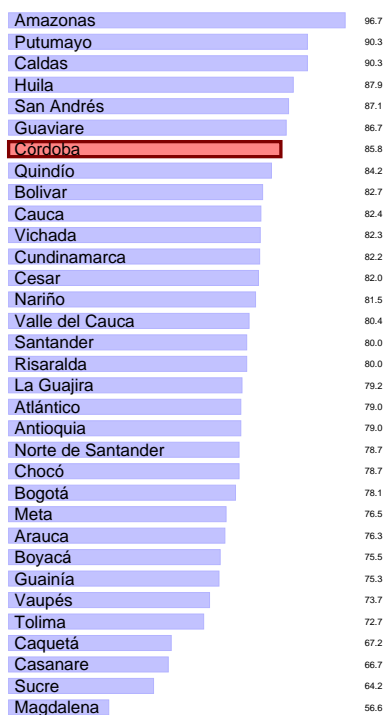 Amazonas 96.7
Putumayo 90.3
Caldas 90.3
Huila 87.9
San Andrés 87.1
Guaviare 86.7
Córdoba 85.8
Quindío 84.2
Bolivar 82.7
Cauca 82.4
Vichada 82.3
Cundinamarca 82.2
Cesar 82.0
Nariño 81.5
Valle del Cauca 80.4
Santander 80.0
Risaralda 80.0
La Guajira 79.2
Atlántico 79.0
Antioquia 79.0
Norte de Santander 78.7
Chocó 78.7
Bogotá 78.1
Meta 76.5
Arauca 76.3
Boyacá 75.5
Guainía 75.3
Vaupés 73.7
Tolima 72.7
Caquetá 67.2
Casanare 66.7
Sucre 64.2
Magdalena 56.6